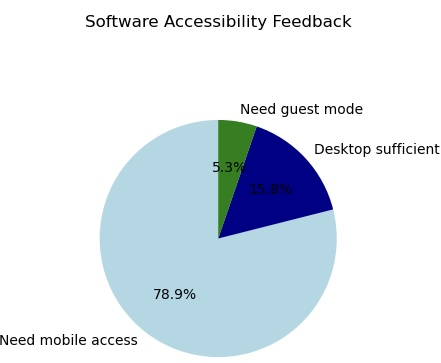 Software Accessibility Feedback
Need guest mode
Desktop sufficient
5.3%
15.8%
78.9%
Need mobile access